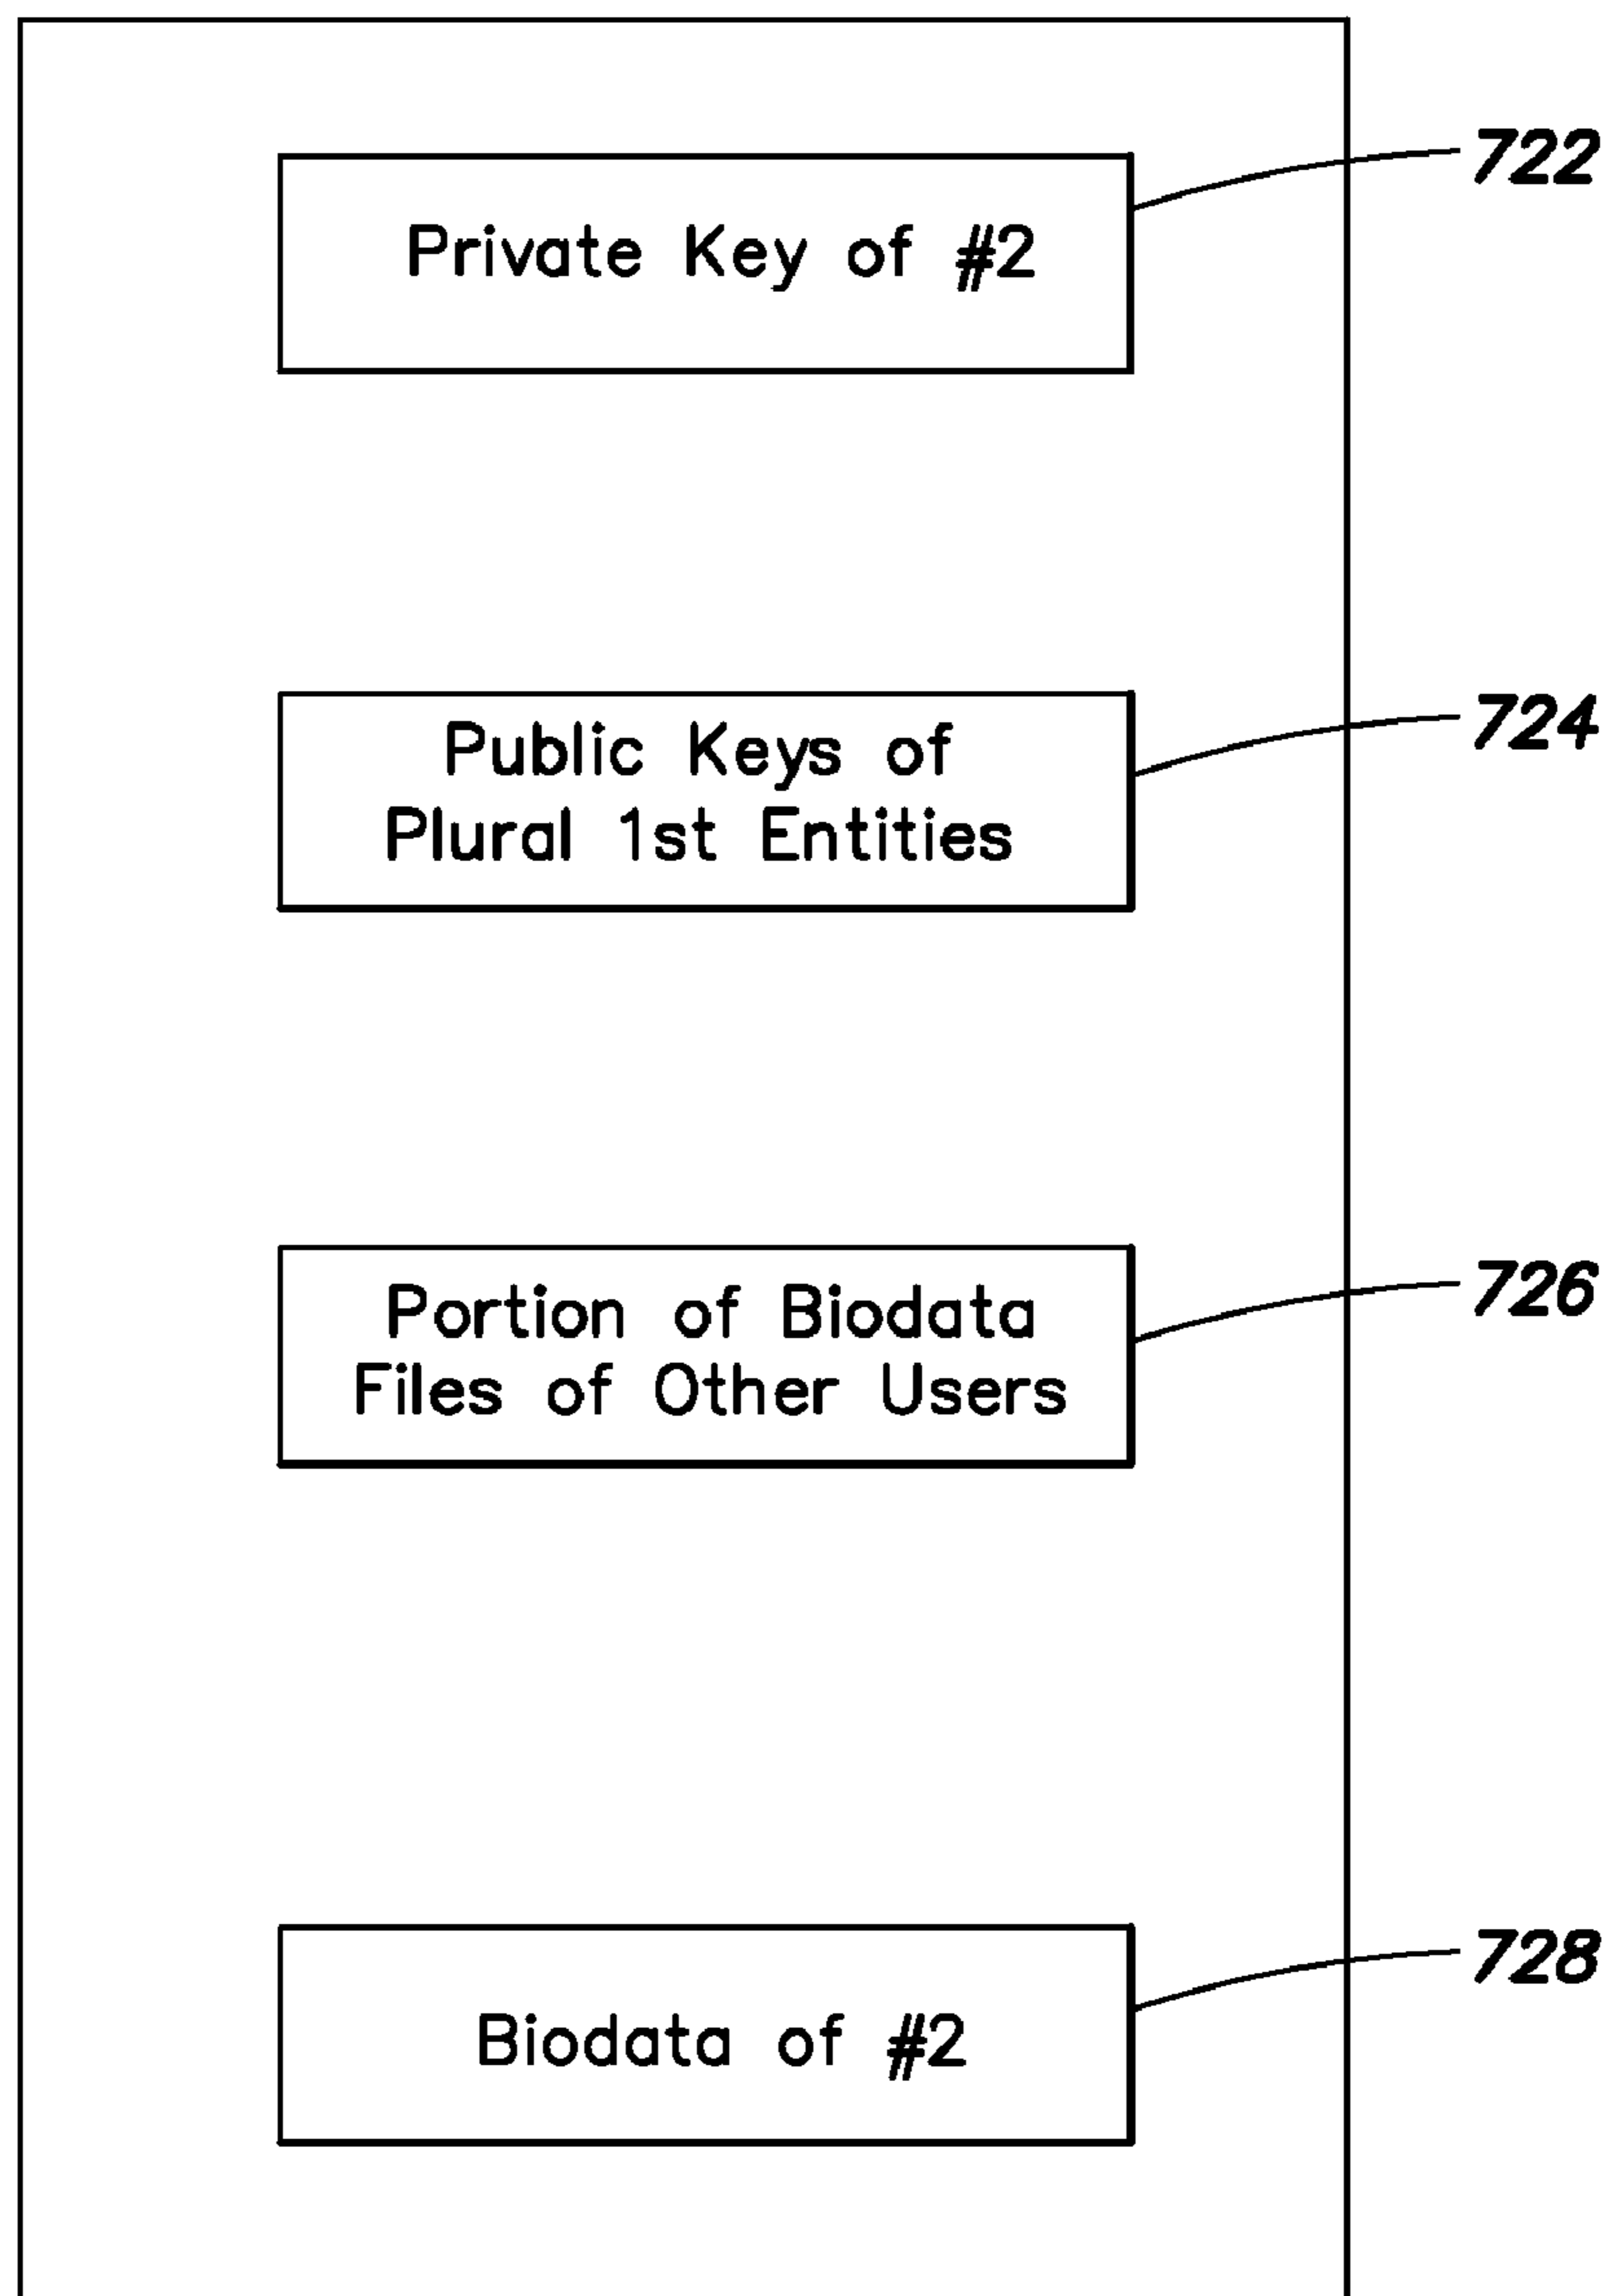 722
Private Key of #2
724
Public Keys of
Plural 1st Entities
726
Portion of Biodata
Files of Other Users
728
Biodata of #2